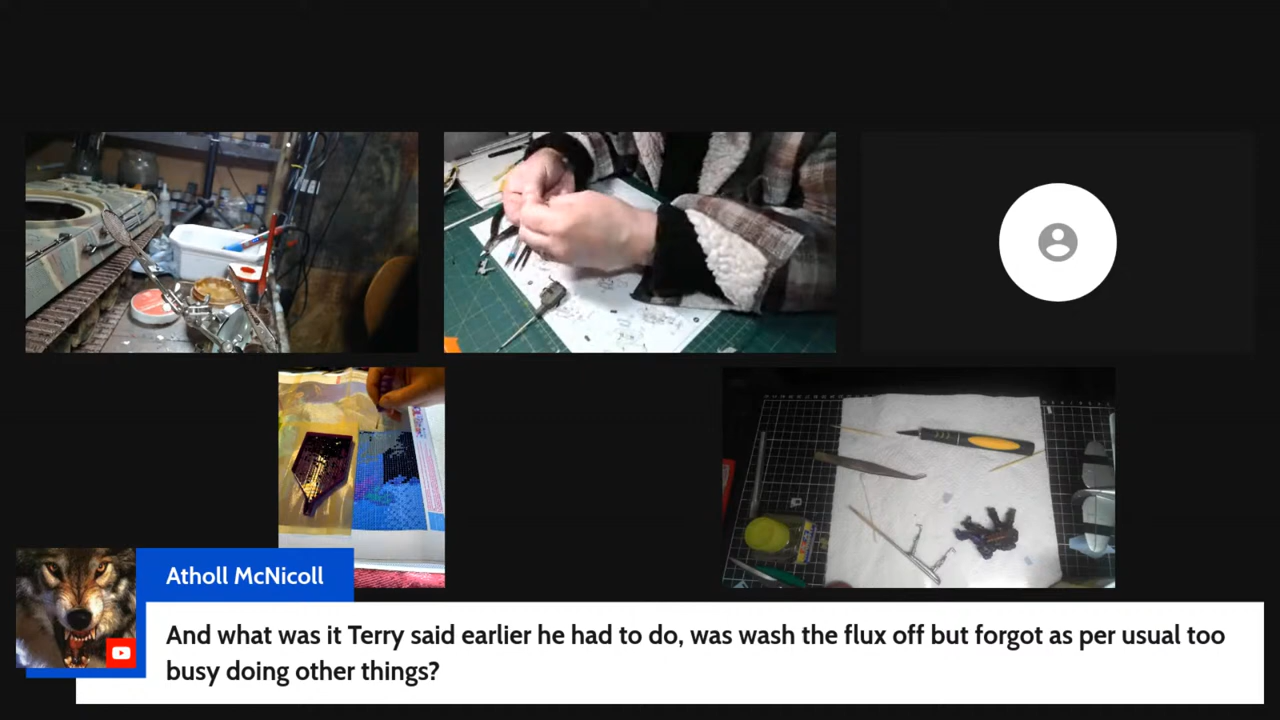 Atholl McNicoll
And what was it Terry said earlier he had to do, was wash the flux off but forgot as per usual too
busy doing other things?